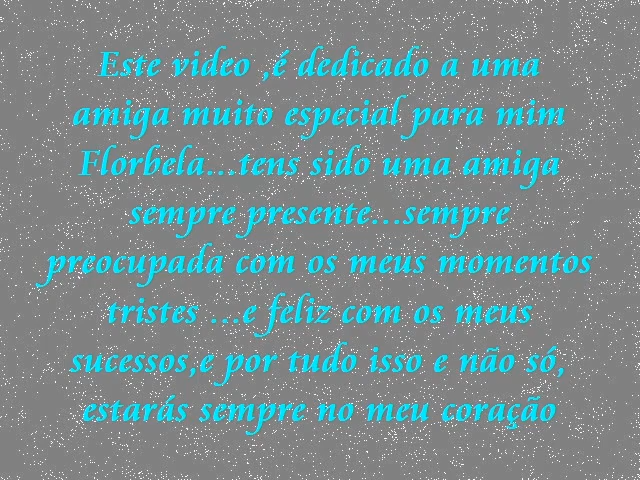 Este video ,é dedicado a uma
amiga muito especial para mim
Florbela...tens sido uma amiga
sempre presente...sempre
preocupada com os meus momentos
tristes ...e feliz com os meus
sucessos,e por tudo isso e não só,
estarás sempre no meu coração